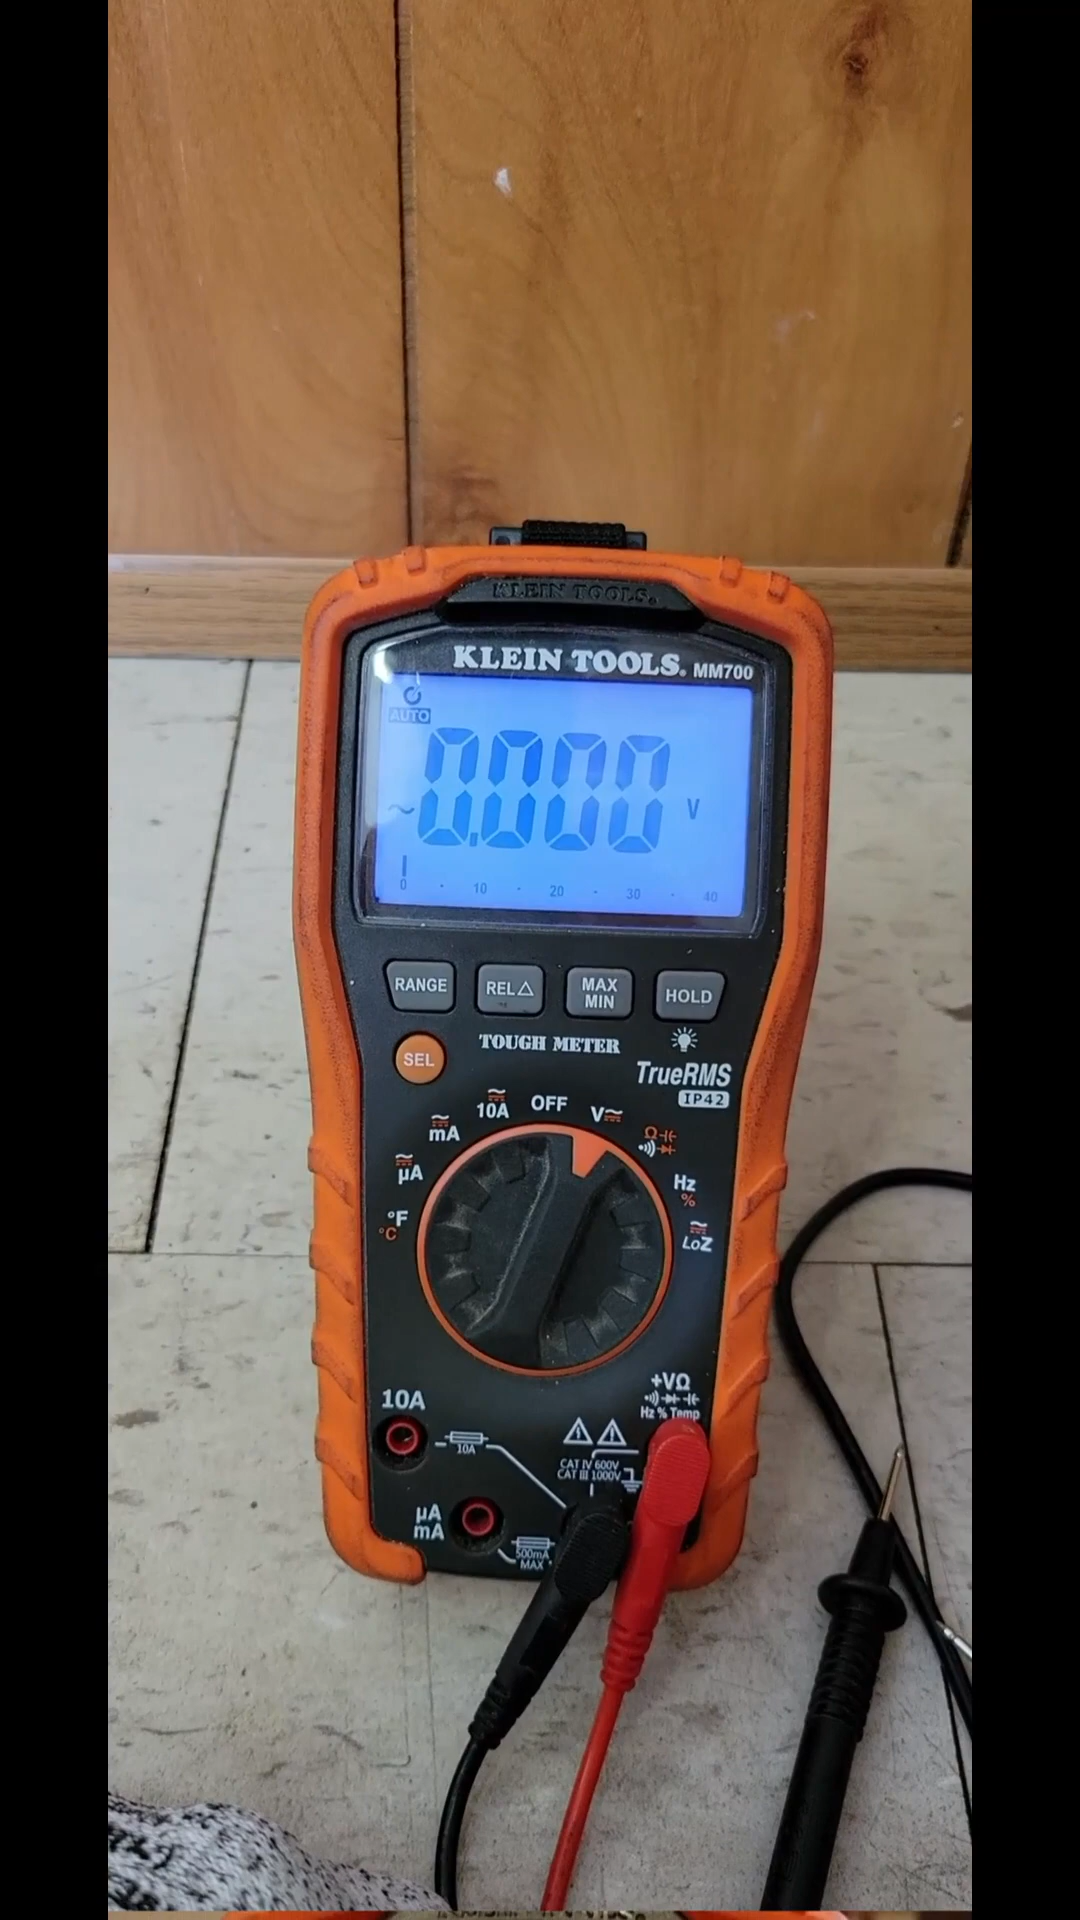 KLEIN TOOLS®
KLEIN TOOLS® MM700
AUTO
~ 0.000 V
0 10 20 30 40
RANGE
REL△
MAX
MIN
HOLD
SEL
TOUGH METER
TrueRMS
IP42
OFF
10A
mA
µA
°F
°C
V
Ω
Hz
%
LoZ
10A
+VΩ
Hz % Temp
10A
CAT IV 600V
CAT III 1000V
µA
mA
500mA
MAX